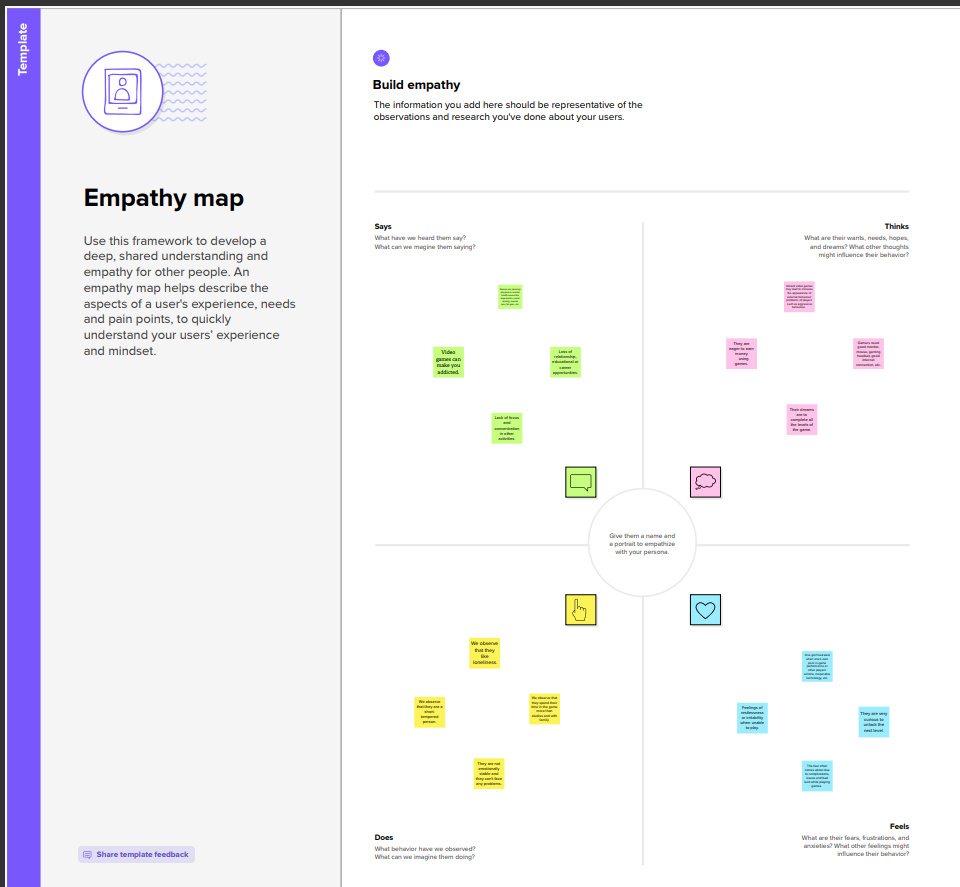 Template
Empathy map
Use this framework to develop a
deep, shared understanding and
empathy for other people. An
empathy map helps describe the
aspects of a user's experience, needs
and pain points, to quickly
understand your users' experience
and mindset.
Share template feedback
Build empathy
The information you add here should be representative of the
observations and research you've done about your users.
Says
What have we heard them say?
What can we magine them saying?
Video
games can
make you
addicted.
Loss of
relationship,
educational or
career
opportunities.
Lack of focus
and
concentration
in other
activities.
Thinks
What are their wants, needs, hopes,
and dreams? What other thoughts
might influence their behavior?
They are
eager to earn
money
using
games.
Gamers need
good monitor,
mouse, gaming
headset, good
internet
connection, etc.
Their dreams
are to
complete all
the levels of
the game.
Give them a name and
a portrait to empathize
with your persona.
We observe
that they
like
loneliness.
We observe
that they are a
short
tempered
person.
We observe that
they spend their
time in the game
more than
studies and with
family.
They are not
emotionally
stable and
they can't face
any problems.
Does
What behavior have we observed?
What can we imagine them doing?
Feelings of
restlessness
or irritability
when unable
to play.
They are very
curious to
unlock the
next level.
Feels
What are their fears, frustrations, and
anxieties? What other feelings might
influence their behavior?